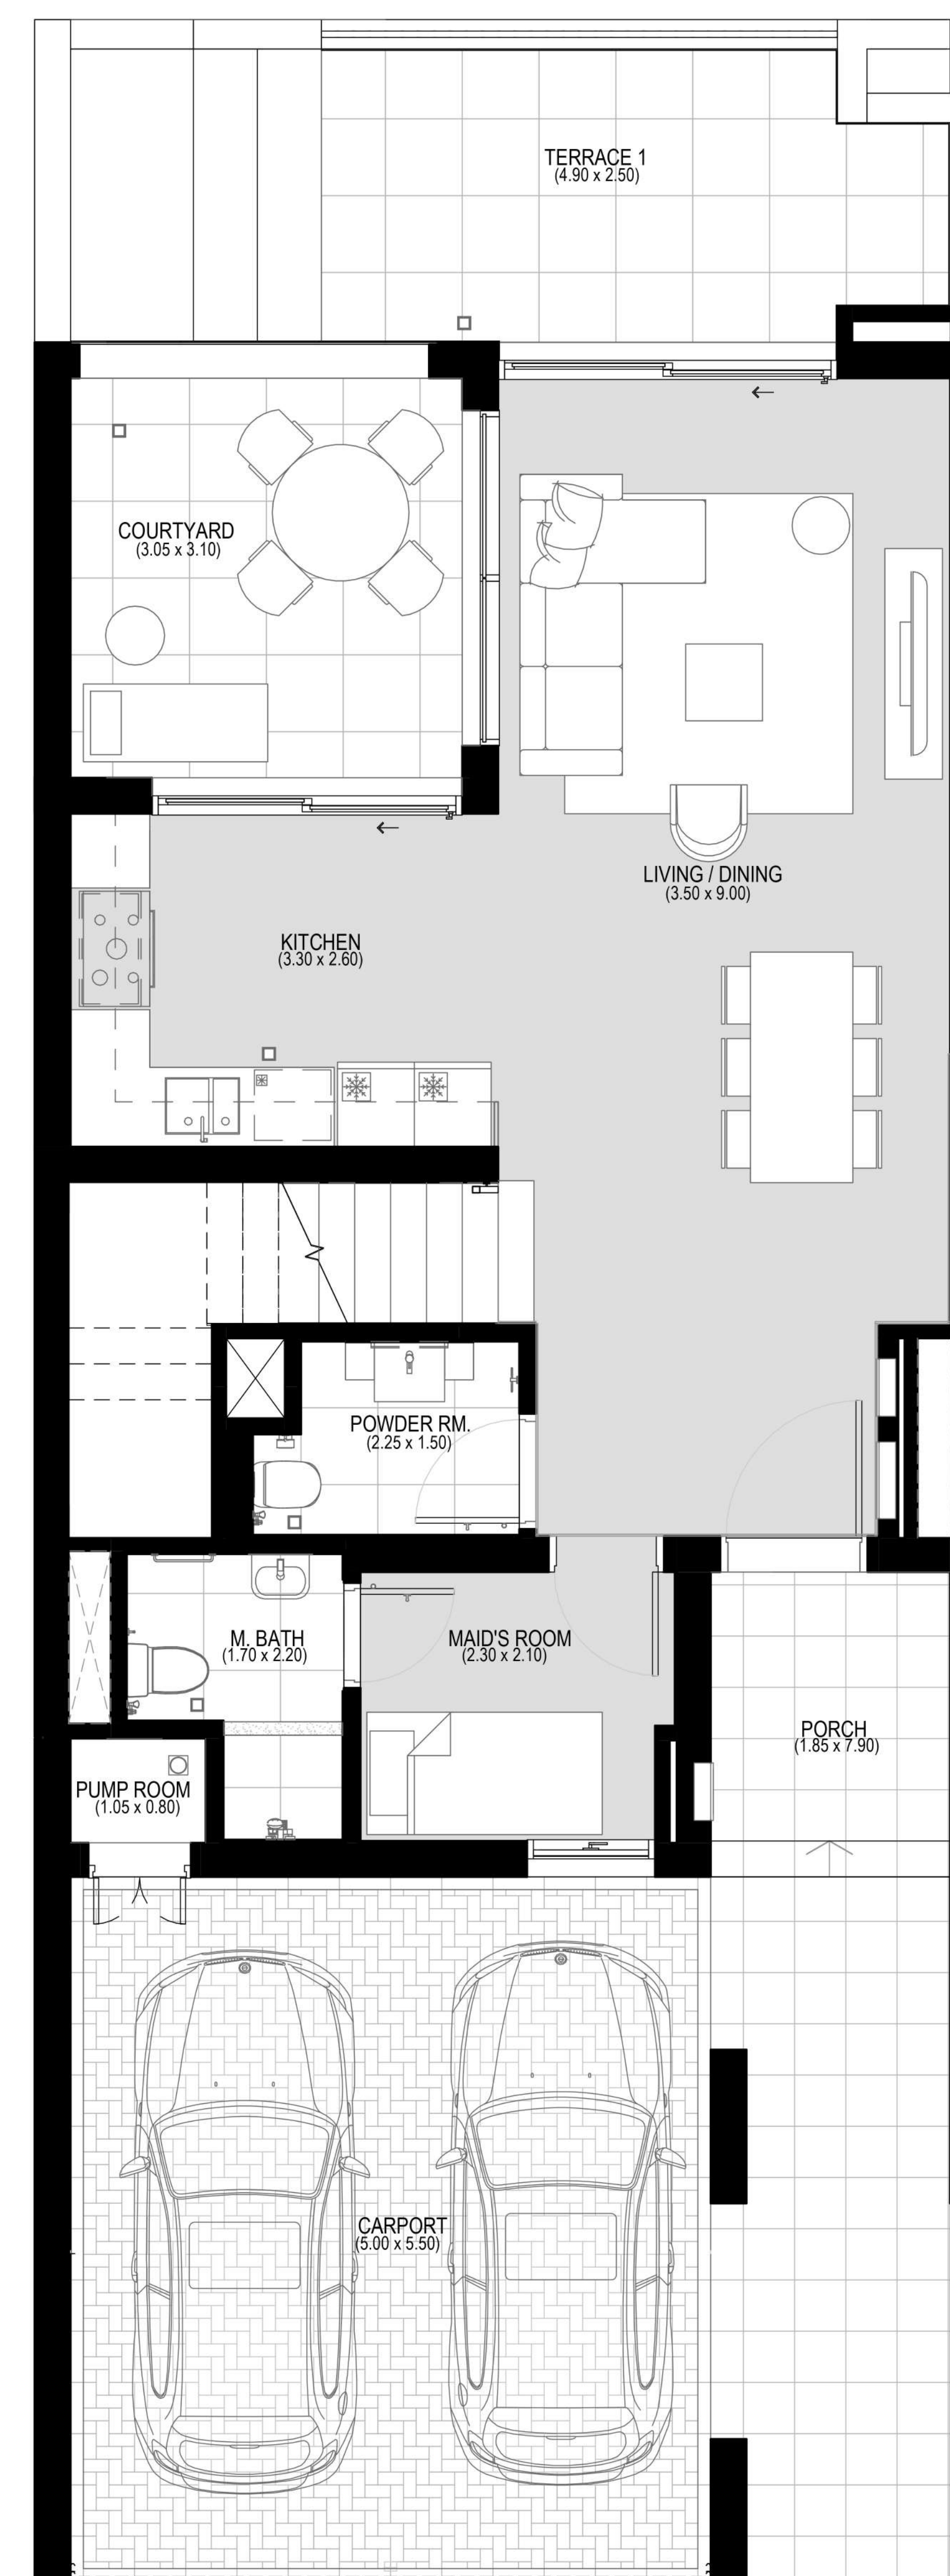 TERRACE 1
(4.90 x 2.50)
COURTYARD
(3.05 x 3.10)
LIVING / DINING
(3.50 x 9.00)
KITCHEN
(3.30 x 2.60)
POWDER RM.
(2.25 x 1.50)
M. BATH
(1.70 x 2.20)
MAID'S ROOM
(2.30 x 2.10)
PORCH
(1.85 x 7.90)
PUMP ROOM
(1.05 x 0.80)
CARPORT
(5.00 x 5.50)